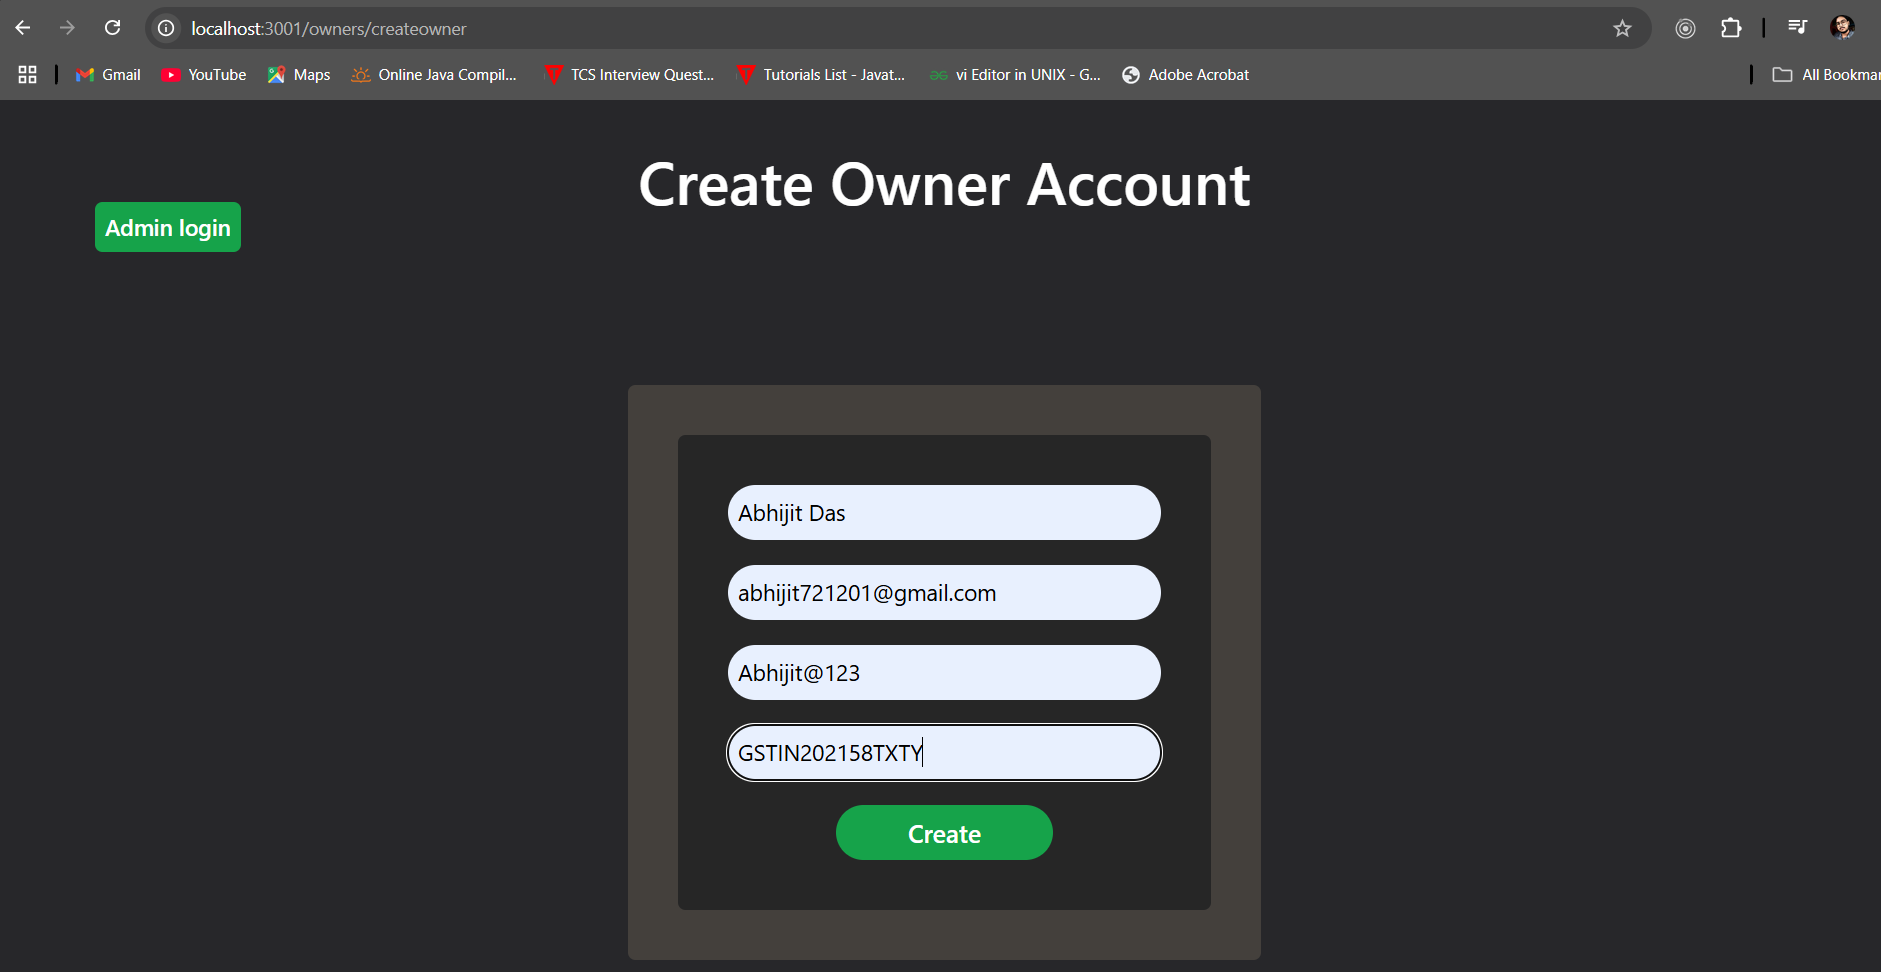 localhost:3001/owners/createowner
Gmail YouTube Maps Online Java Compil... TCS Interview Quest... Tutorials List - Javat... vi Editor in UNIX - G... Adobe Acrobat All Bookmar
Create Owner Account
Admin login
Abhijit Das
abhijit721201@gmail.com
Abhijit@123
GSTIN202158TXTY
Create